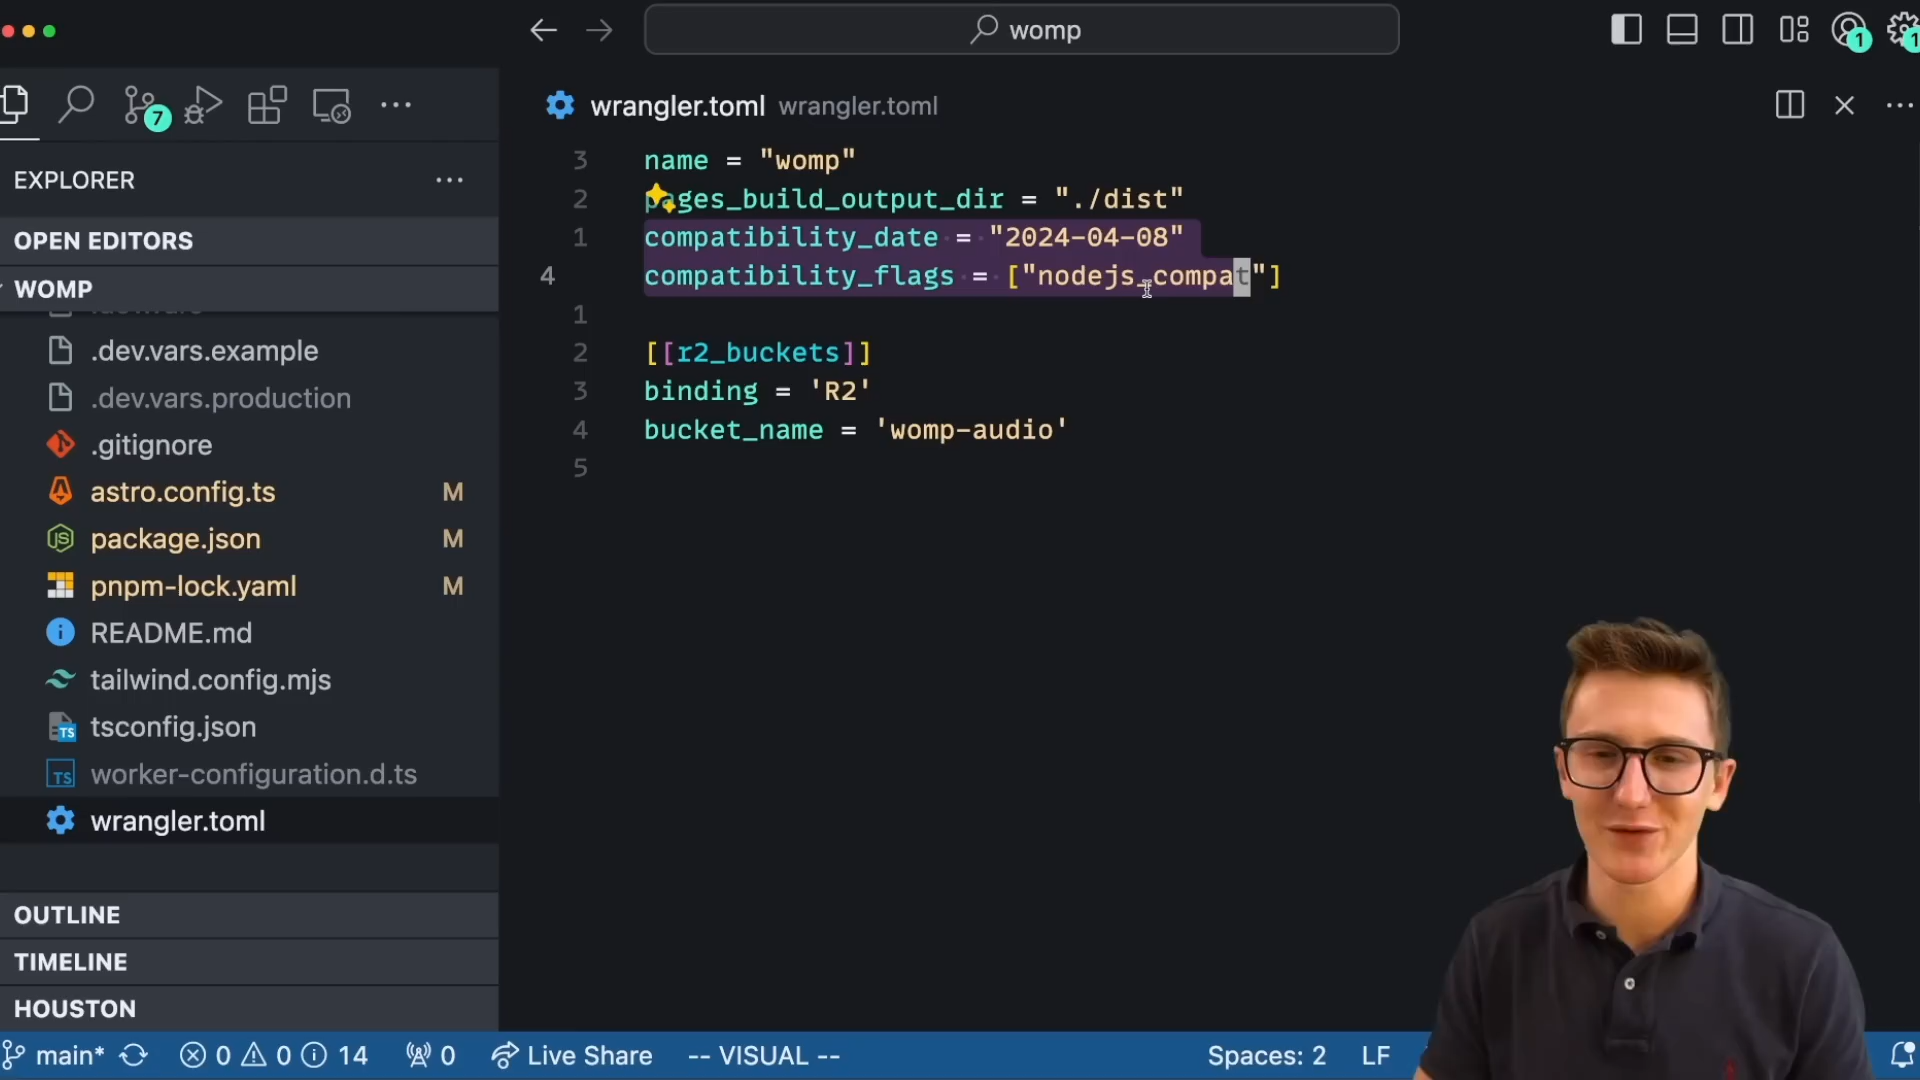 womp
1
1
7
wrangler.toml wrangler.toml
EXPLORER
OPEN EDITORS
WOMP
.dev.vars.example
.dev.vars.production
.gitignore
astro.config.ts M
package.json M
pnpm-lock.yaml M
README.md
tailwind.config.mjs
tsconfig.json
worker-configuration.d.ts
wrangler.toml
OUTLINE
TIMELINE
HOUSTON
3 name = "womp"
2 pages_build_output_dir = "./dist"
1 compatibility_date = "2024-04-08"
4 compatibility_flags = ["nodejs_compat"]
1
2 [[r2_buckets]]
3 binding = 'R2'
4 bucket_name = 'womp-audio'
5
main* 0 0 14 0 Live Share -- VISUAL -- Spaces: 2 LF